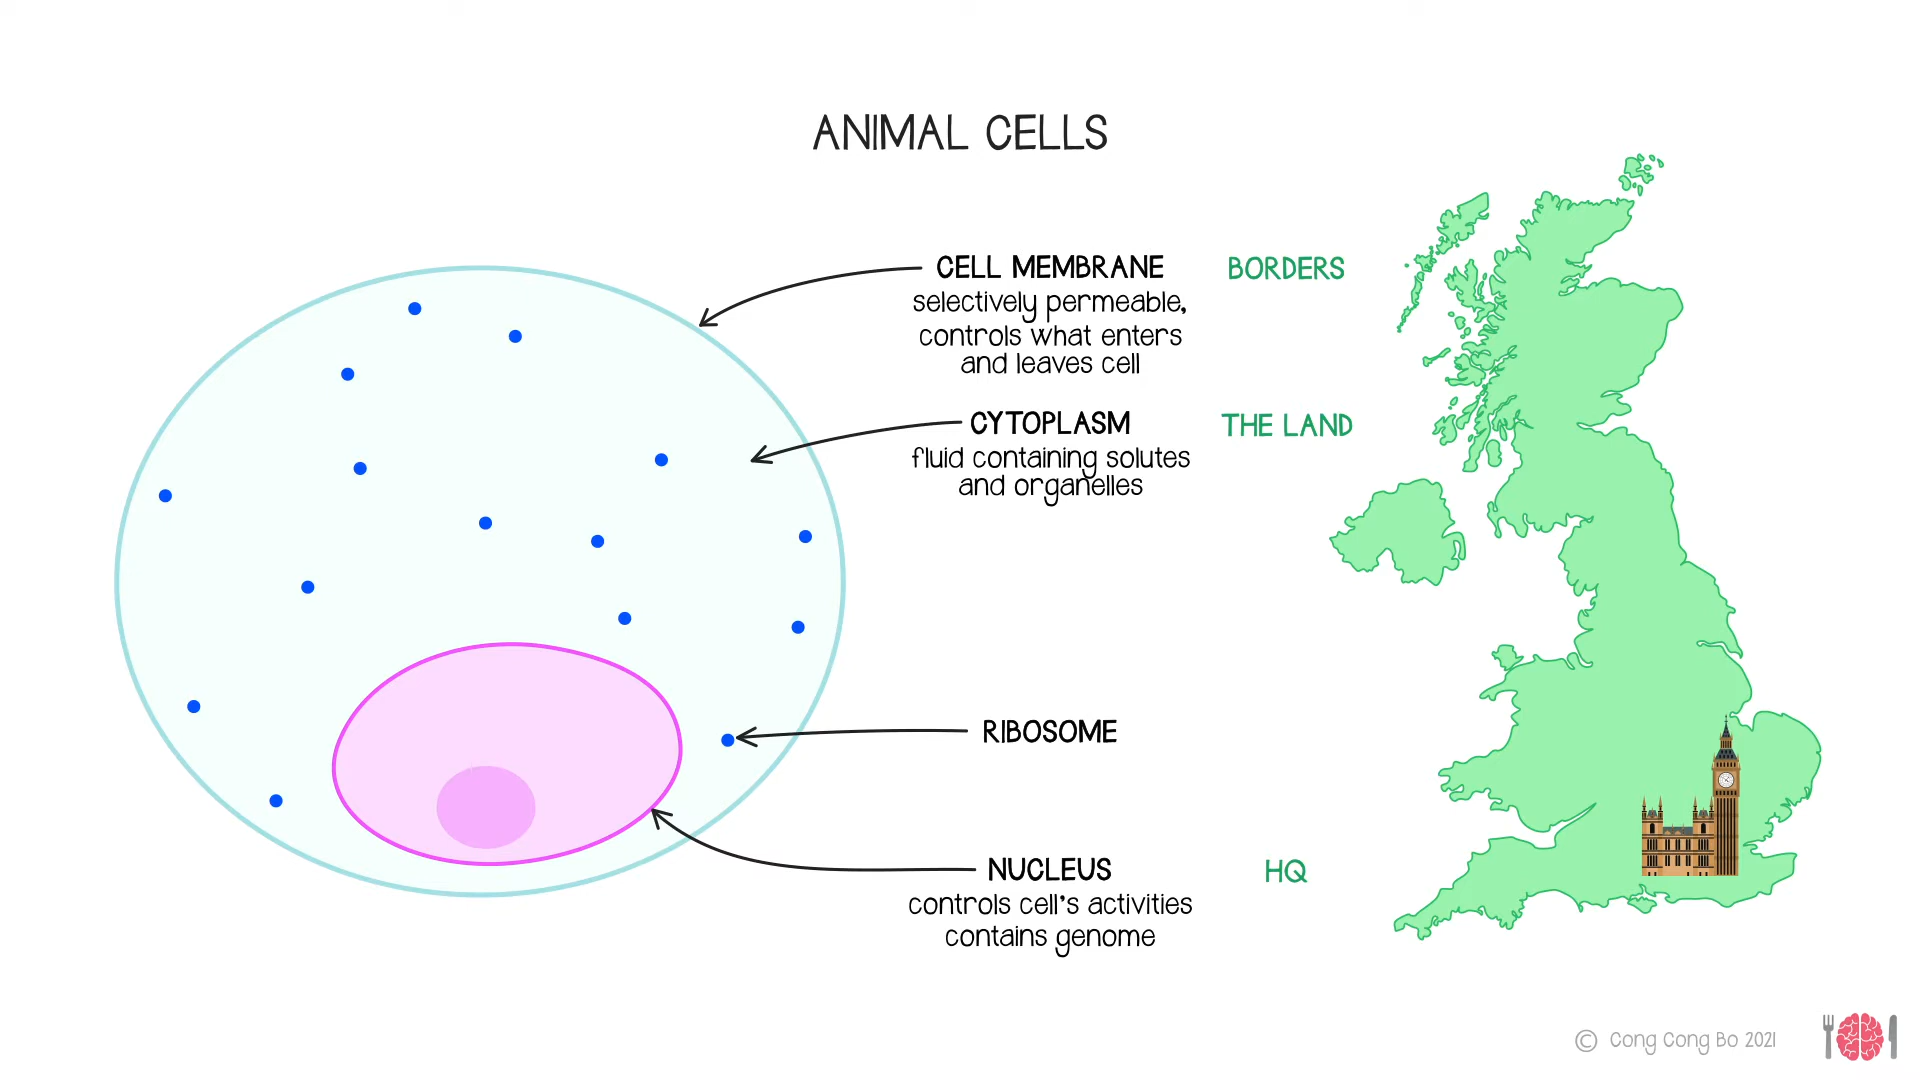 ANIMAL CELLS
CELL MEMBRANE
selectively permeable,
controls what enters
and leaves cell
BORDERS
CYTOPLASM
fluid containing solutes
and organelles
THE LAND
RIBOSOME
NUCLEUS
controls cell's activities
contains genome
HQ
© Cong Cong Bo 2021